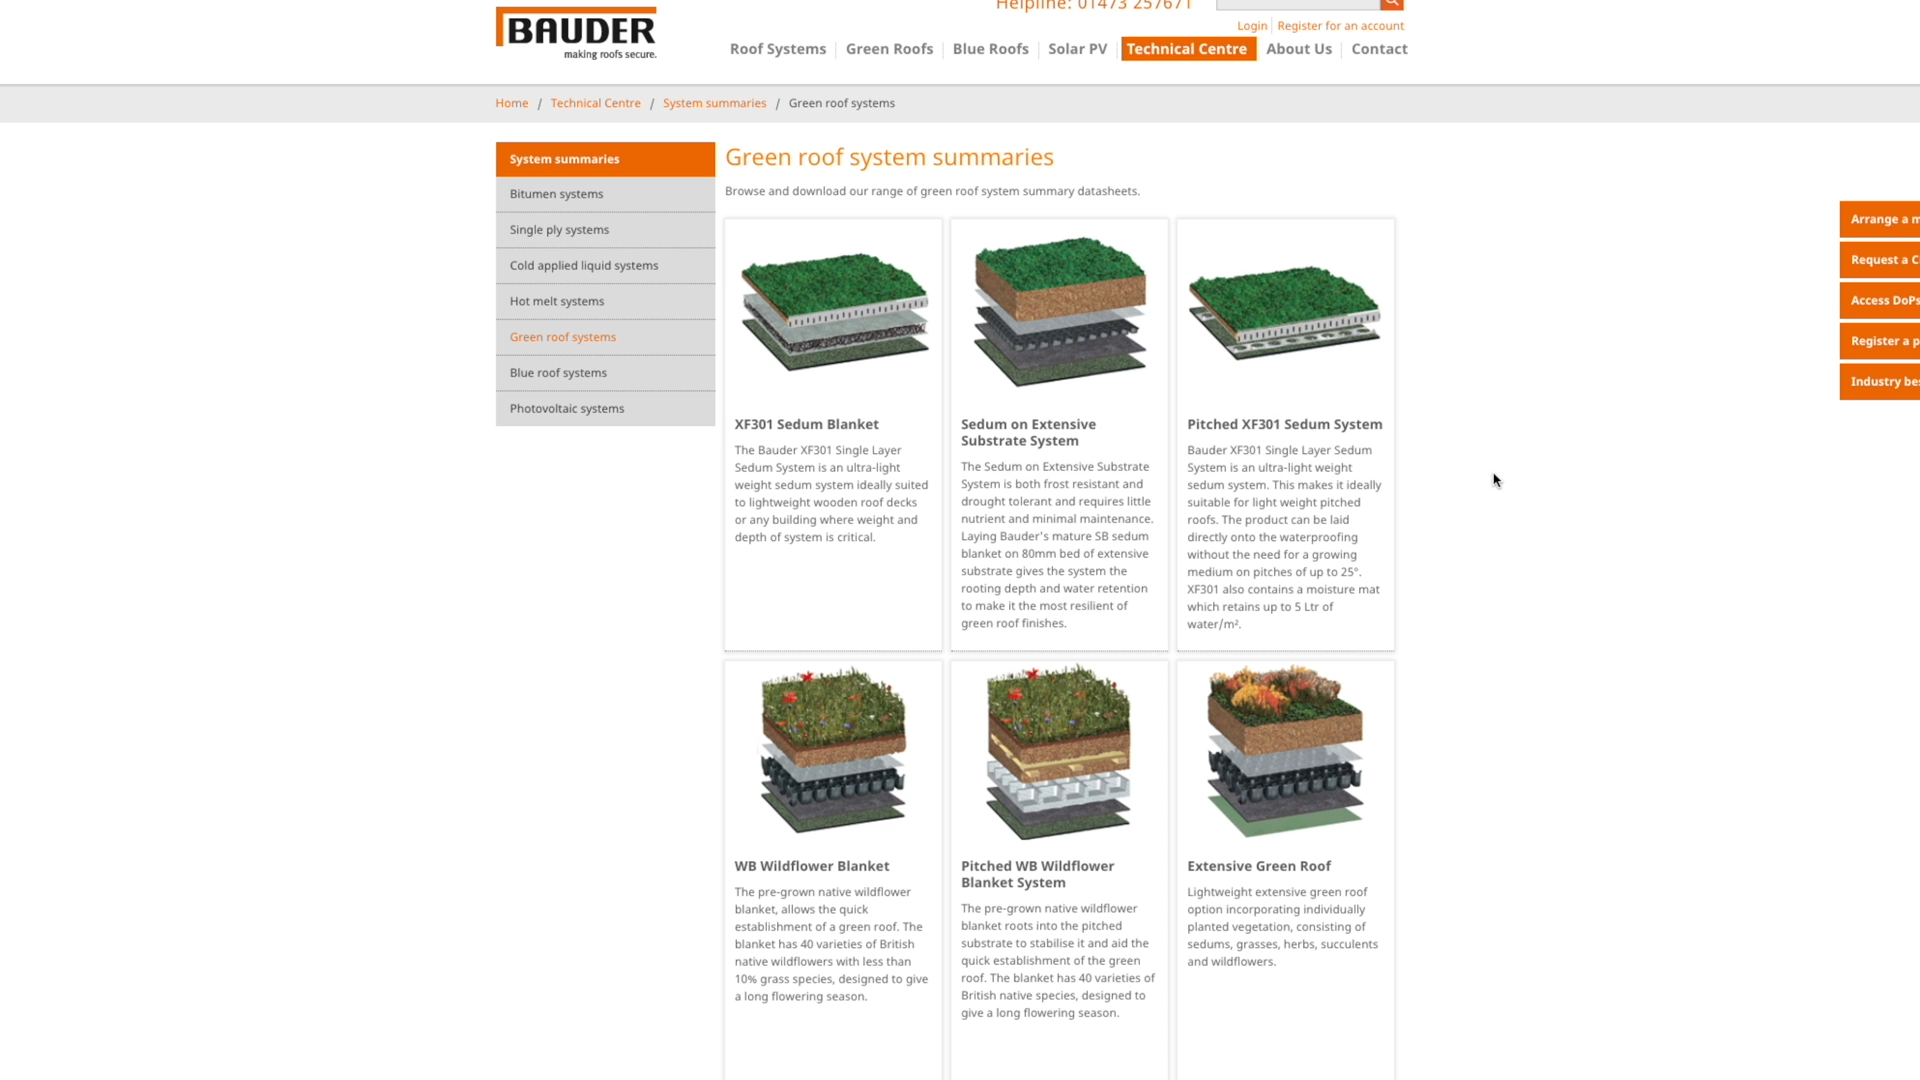 Helpline: 01473 257671
BAUDER
making roofs secure.
Login
Register for an account
Roof Systems
Green Roofs
Blue Roofs
Solar PV
Technical Centre
About Us
Contact
Home / Technical Centre / System summaries / Green roof systems
System summaries
Bitumen systems
Single ply systems
Cold applied liquid systems
Hot melt systems
Green roof systems
Blue roof systems
Photovoltaic systems
Green roof system summaries
Browse and download our range of green roof system summary datasheets.
XF301 Sedum Blanket
The Bauder XF301 Single Layer
Sedum System is an ultra-light
weight sedum system ideally suited
to lightweight wooden roof decks
or any building where weight and
depth of system is critical.
Sedum on Extensive
Substrate System
The Sedum on Extensive Substrate
System is both frost resistant and
drought tolerant and requires little
nutrient and minimal maintenance.
Laying Bauder's mature SB sedum
blanket on 80mm bed of extensive
substrate gives the system the
rooting depth and water retention
to make it the most resilient of
green roof finishes.
Pitched XF301 Sedum System
Bauder XF301 Single Layer Sedum
System is an ultra-light weight
sedum system. This makes it ideally
suitable for light weight pitched
roofs. The product can be laid
directly onto the waterproofing
without the need for a growing
medium on pitches of up to 25°.
XF301 also contains a moisture mat
which retains up to 5 Ltr of
water/m².
WB Wildflower Blanket
The pre-grown native wildflower
blanket, allows the quick
establishment of a green roof. The
blanket has 40 varieties of British
native wildflowers with less than
10% grass species, designed to give
a long flowering season.
Pitched WB Wildflower
Blanket System
The pre-grown native wildflower
blanket roots into the pitched
substrate to stabilise it and aid the
quick establishment of the green
roof. The blanket has 40 varieties of
British native species, designed to
give a long flowering season.
Extensive Green Roof
Lightweight extensive green roof
option incorporating individually
planted vegetation, consisting of
sedums, grasses, herbs, succulents
and wildflowers.
Arrange a
Request a
Access DoPs
Register a
Industry